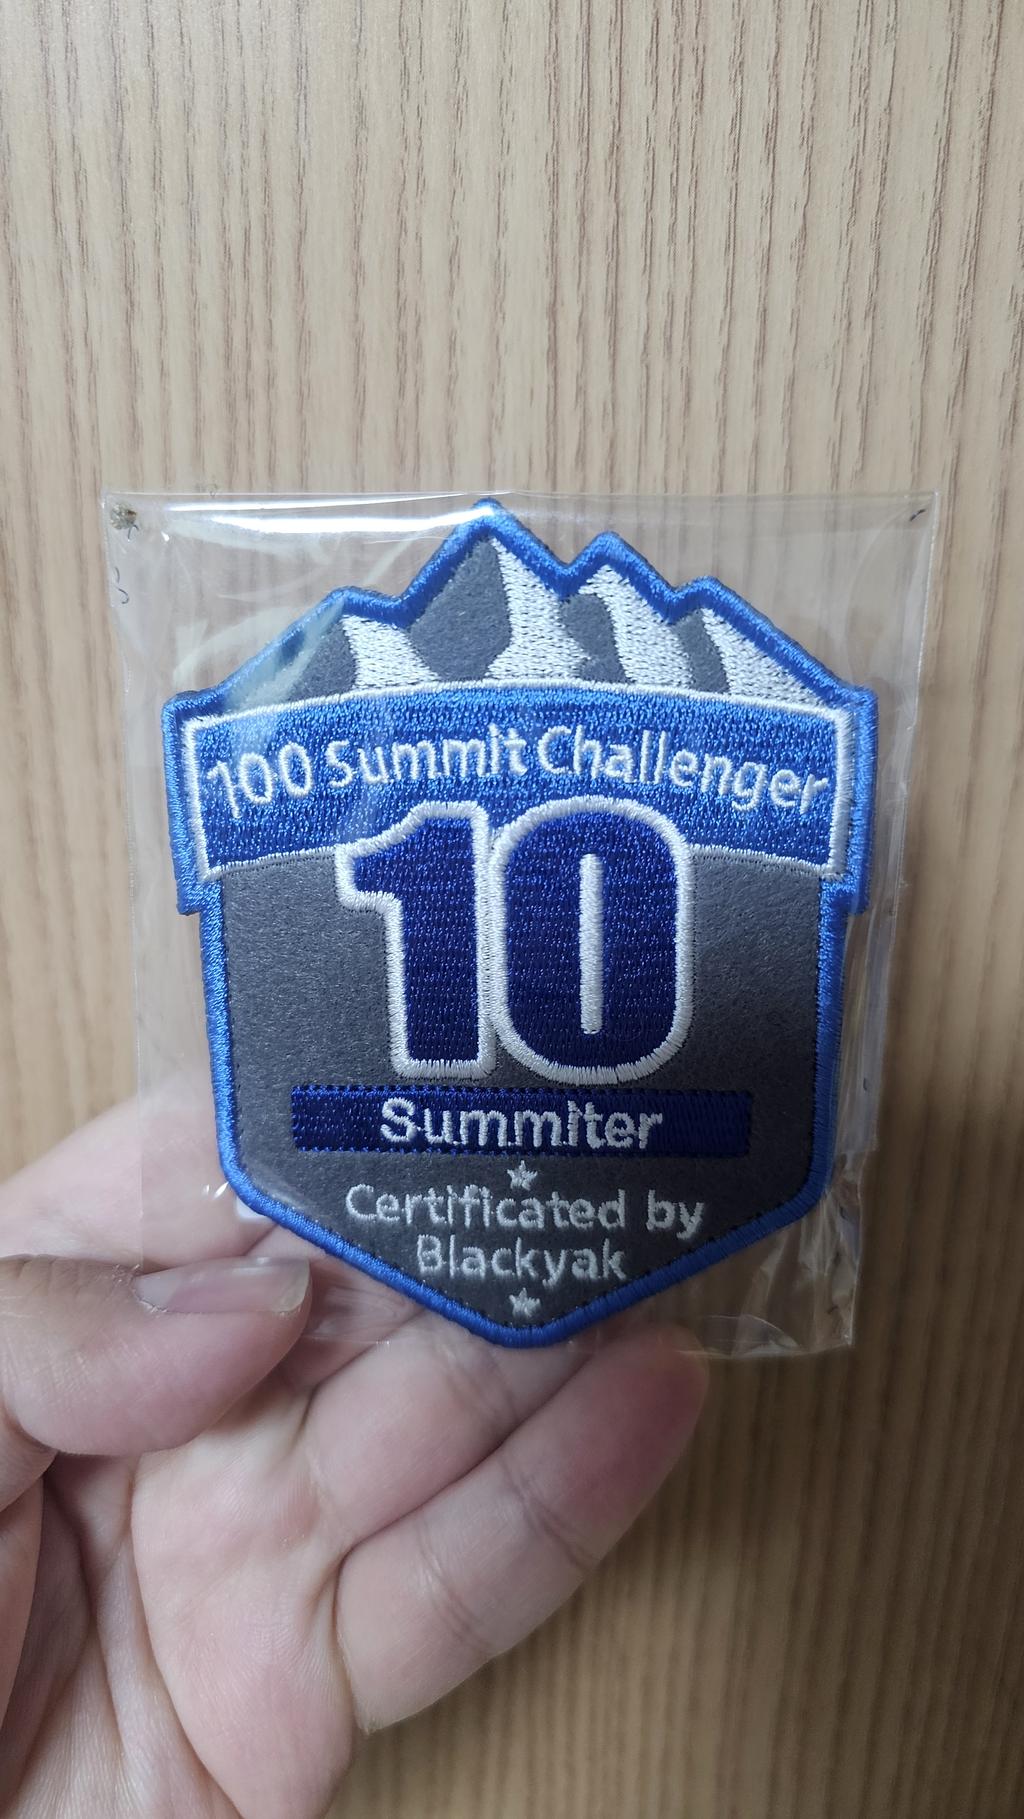 100 Summit Challenger
10
Summiter
Certificated by
Blackyak